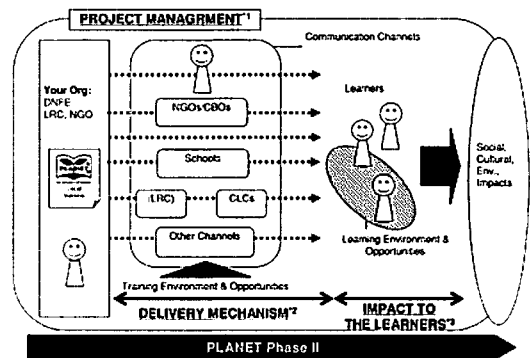 PROJECT MANAGRMENT*1
Communication Channels
Your Org:
DNFE
LRC, NGO
NGOs/CBOs
Schools
(LRC)
CLCs
Other Channels
Learners
Social,
Cultural,
Env.,
Impacts
Learning Environment &
Opportunities
Training Environment & Opportunities
DELIVERY MECHANISM*2
IMPACT TO
THE LEARNERS*3
PLANET Phase II